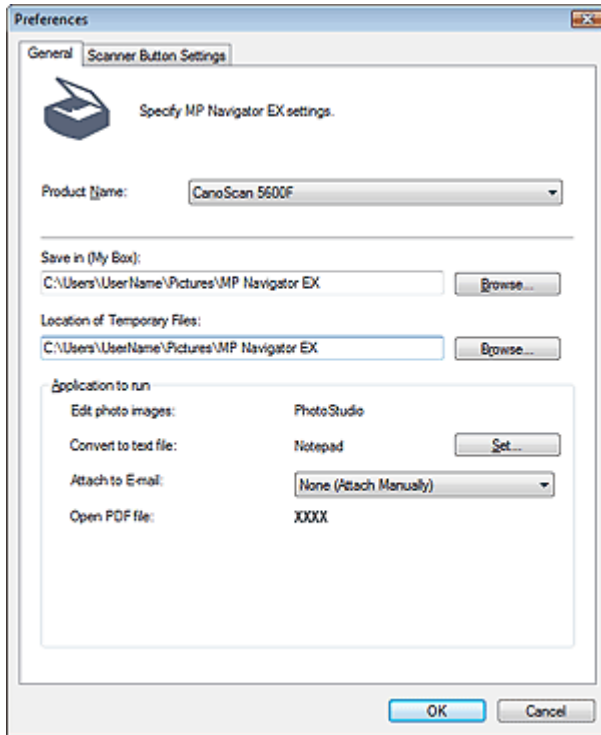 Preferences
General Scanner Button Settings
Specify MP Navigator EX settings.
Product Name: CanoScan 5600F
Save in (My Box):
C:\Users\UserName\Pictures\MP Navigator EX Browse...
Location of Temporary Files:
C:\Users\UserName\Pictures\MP Navigator EX Browse...
Application to run
Edit photo images: PhotoStudio
Convert to text file: Notepad Set...
Attach to E-mail: None (Attach Manually)
Open PDF file: XXXX
OK Cancel